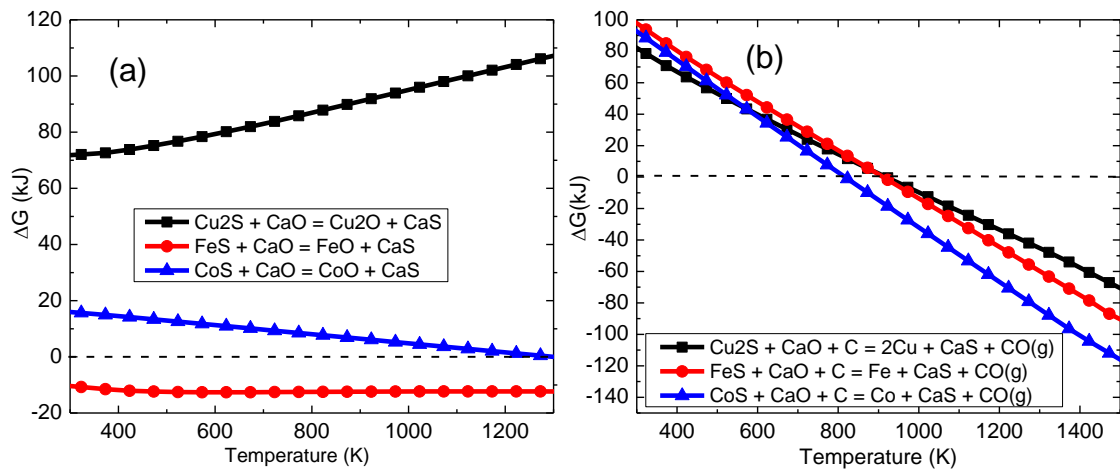 (a)
120
100
80
60
40
20
0
-20
ΔG (kJ)
Cu2S + CaO = Cu2O + CaS
FeS + CaO = FeO + CaS
CoS + CaO = CoO + CaS
400 600 800 1000 1200
Temperature (K)
(b)
100
80
60
40
20
0
-20
-40
-60
-80
-100
-120
-140
ΔG(kJ)
Cu2S + CaO + C = 2Cu + CaS + CO(g)
FeS + CaO + C = Fe + CaS + CO(g)
CoS + CaO + C = Co + CaS + CO(g)
400 600 800 1000 1200 1400
Temperature (K)